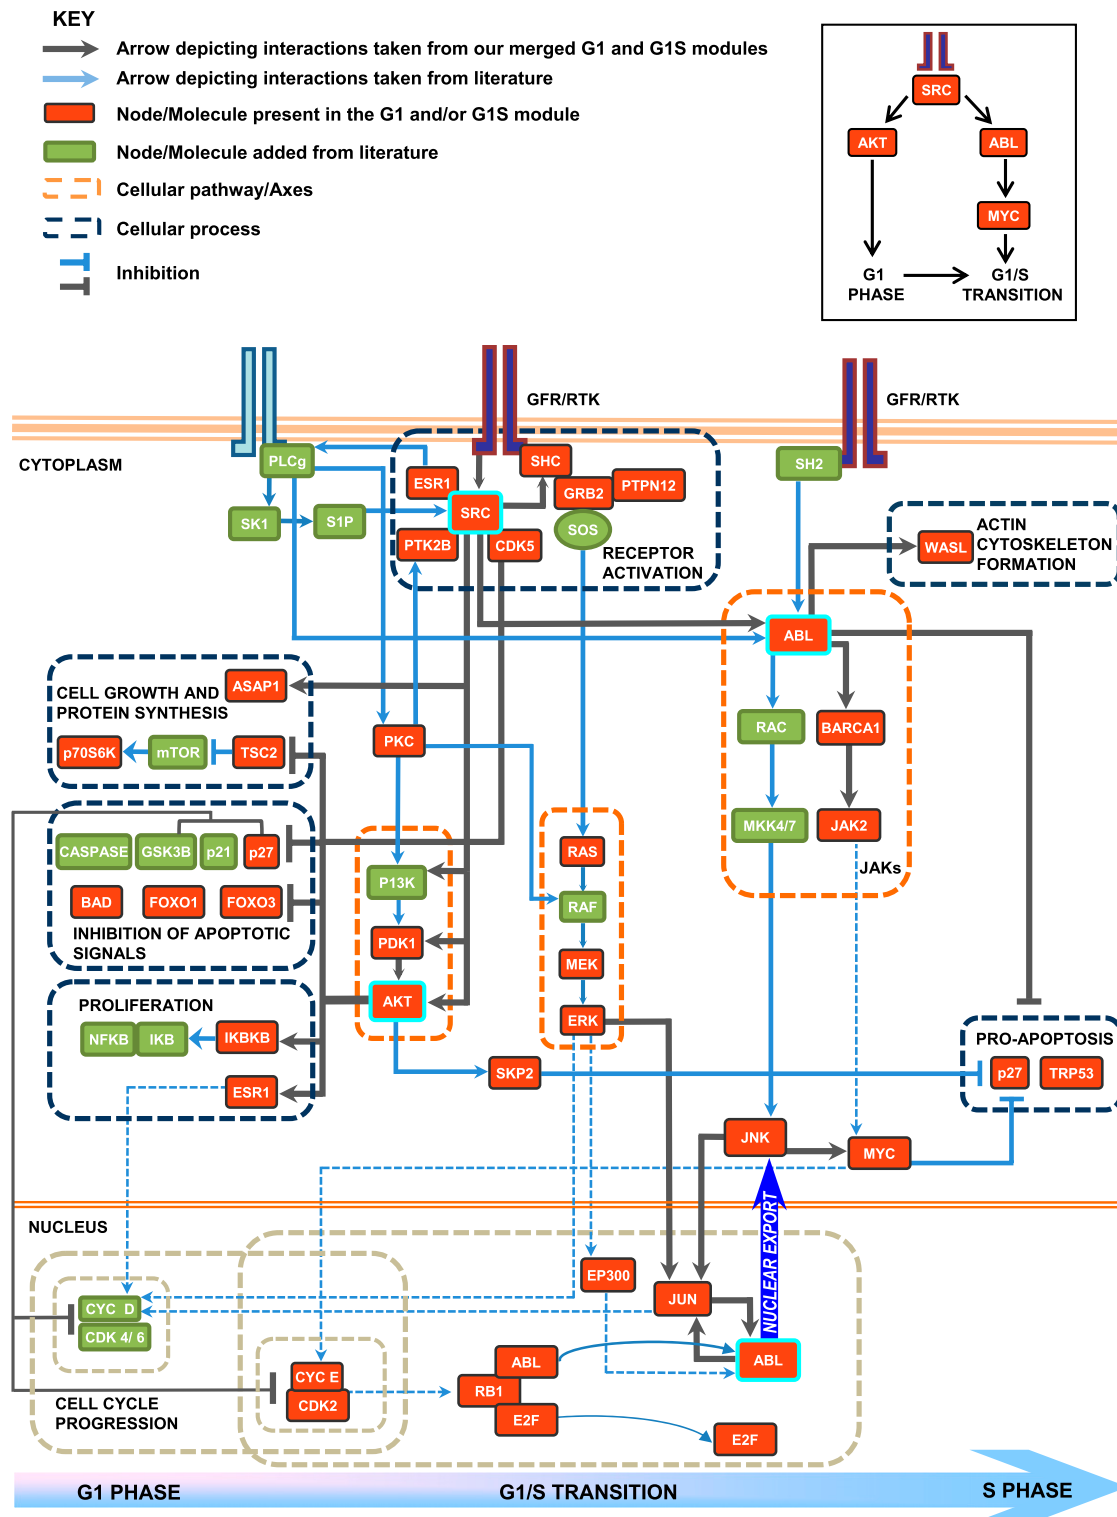 KEY
Arrow depicting interactions taken from our merged G1 and G1S modules
Arrow depicting interactions taken from literature
Node/Molecule present in the G1 and/or G1S module
Node/Molecule added from literature
Cellular pathway/Axes
Cellular process
Inhibition
SRC
AKT
ABL
MYC
G1
PHASE
G1/S
TRANSITION
GFR/RTK
GFR/RTK
CYTOPLASM
PLCg
SHC
SH2
ESR1
GRB2
PTPN12
SK1
S1P
SRC
SOS
PTK2B
CDK5
RECEPTOR
ACTIVATION
WASL
ACTIN
CYTOSKELETON
FORMATION
ABL
CELL GROWTH AND
PROTEIN SYNTHESIS
ASAP1
p70S6K
mTOR
TSC2
PKC
RAC
BARCA1
CASPASE
GSK3B
p21
p27
MKK4/7
JAK2
JAKs
RAS
P13K
RAF
BAD
FOXO1
FOXO3
INHIBITION OF APOPTOTIC
SIGNALS
PDK1
MEK
AKT
ERK
PROLIFERATION
NFKB
IKB
IKBKB
ESR1
SKP2
PRO-APOPTOSIS
p27
TRP53
JNK
MYC
NUCLEAR EXPORT
NUCLEUS
EP300
JUN
CYC D
CDK 4/ 6
ABL
ABL
CYC E
CDK2
RB1
E2F
E2F
CELL CYCLE
PROGRESSION
G1 PHASE
G1/S TRANSITION
S PHASE